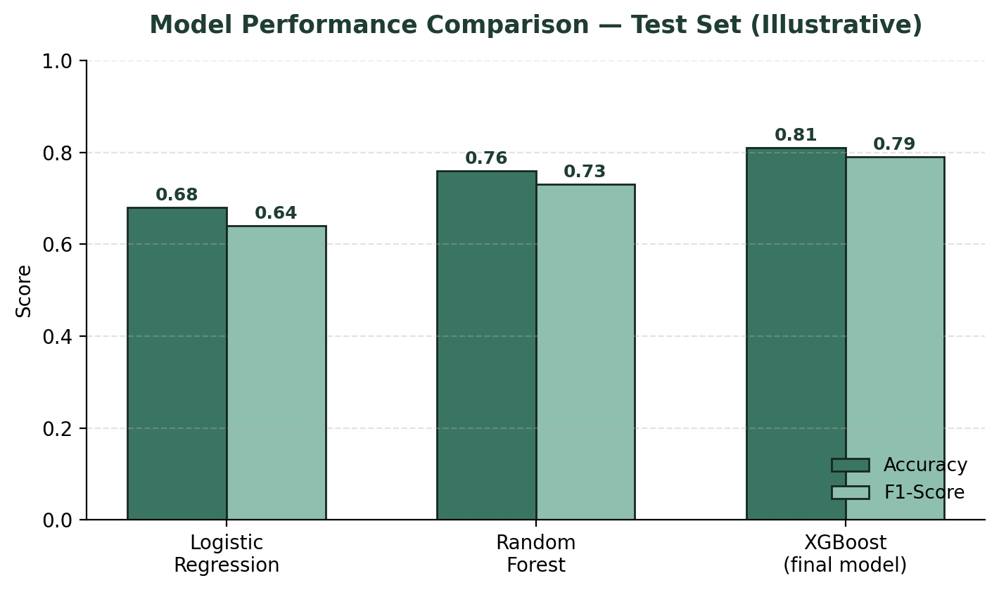 Model Performance Comparison — Test Set (Illustrative)
1.0
0.8
0.6
0.4
0.2
0.0
Score
0.68
0.64
0.76
0.73
0.81
0.79
Accuracy
F1-Score
Logistic
Regression
Random
Forest
XGBoost
(final model)